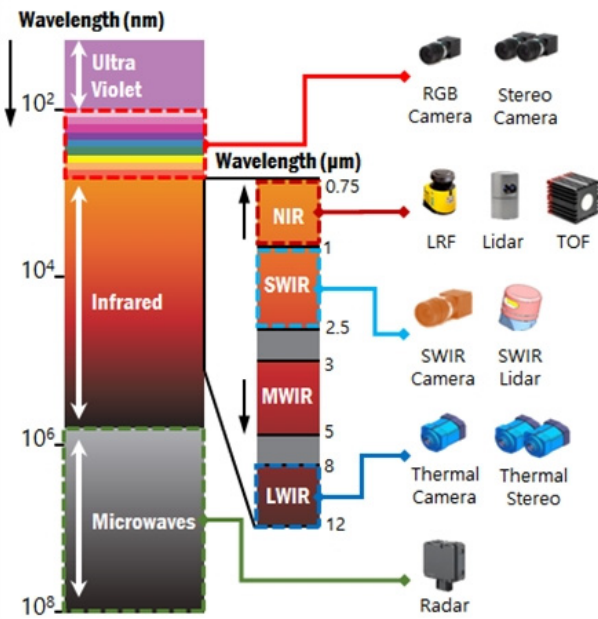 Wavelength (nm)
Ultra
Violet
10²
10⁴
Infrared
10⁶
Microwaves
10⁸
Wavelength (μm)
0.75
NIR
1
SWIR
2.5
3
MWIR
5
8
LWIR
12
RGB
Camera
Stereo
Camera
LRF
Lidar
TOF
SWIR
Camera
SWIR
Lidar
Thermal
Camera
Thermal
Stereo
Radar